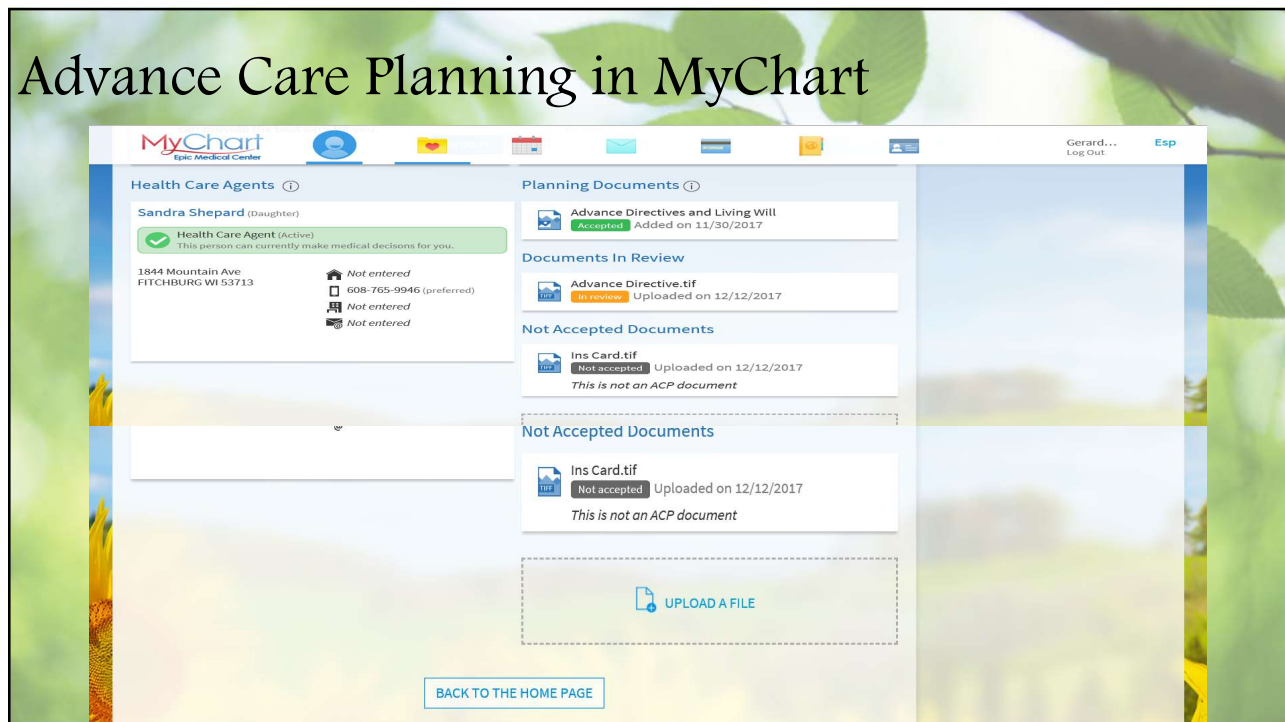 Advance Care Planning in MyChart
MyChart
Epic Medical Center
Gerard...
Log Out
Esp
Health Care Agents
Sandra Shepard (Daughter)
Health Care Agent (Active)
This person can currently make medical decisons for you.
1844 Mountain Ave
FITCHBURG WI 53713
Not entered
608-765-9946 (preferred)
Not entered
Not entered
Planning Documents
Advance Directives and Living Will
Accepted Added on 11/30/2017
Documents In Review
Advance Directive.tif
TIFF In review Uploaded on 12/12/2017
Not Accepted Documents
Ins Card.tif
TIFF Not accepted Uploaded on 12/12/2017
This is not an ACP document
@
Not Accepted Documents
Ins Card.tif
TIFF Not accepted Uploaded on 12/12/2017
This is not an ACP document
UPLOAD A FILE
BACK TO THE HOME PAGE